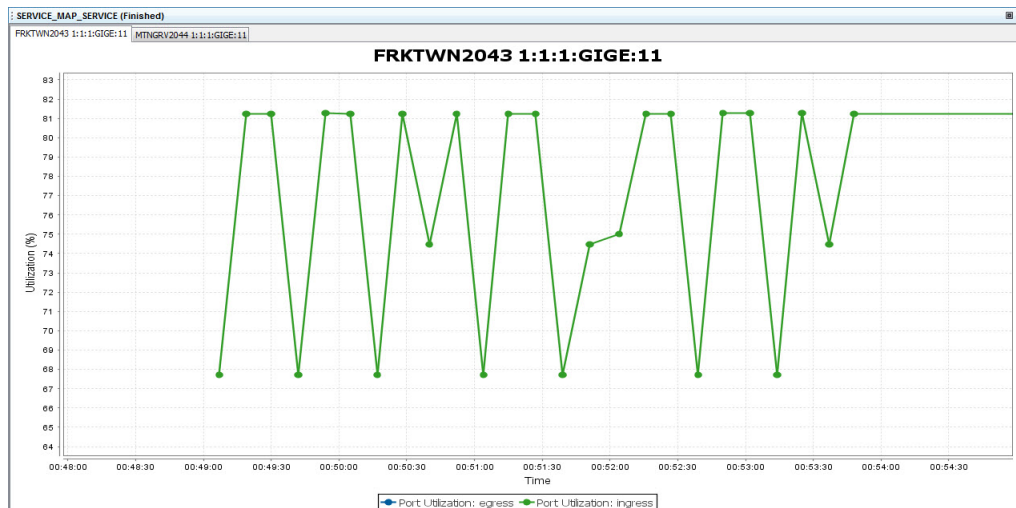 SERVICE_MAP_SERVICE (Finished)
FRKTWN2043 1:1:1:GIGE:11 MTNGRV2044 1:1:1:GIGE:11
FRKTWN2043 1:1:1:GIGE:11
83
82
81
80
79
78
77
76
75
74
73
72
71
70
69
68
67
66
65
64
Utilization (%)
00:48:00 00:48:30 00:49:00 00:49:30 00:50:00 00:50:30 00:51:00 00:51:30 00:52:00 00:52:30 00:53:00 00:53:30 00:54:00 00:54:30
Time
Port Utilization: egress Port Utilization: ingress